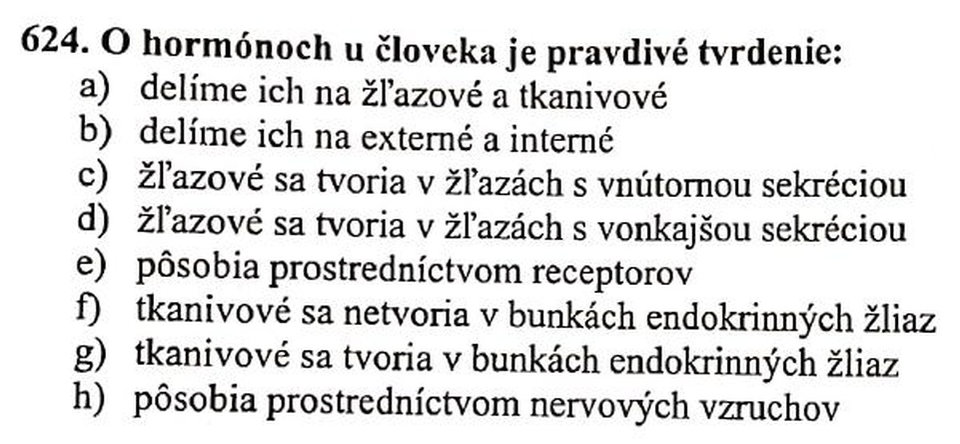 624. O hormónoch u človeka je pravdivé tvrdenie:
a) delíme ich na žľazové a tkanivové
b) delíme ich na externé a interné
c) žľazové sa tvoria v žľazách s vnútornou sekréciou
d) žľazové sa tvoria v žľazách s vonkajšou sekréciou
e) pôsobia prostredníctvom receptorov
f) tkanivové sa netvoria v bunkách endokrinných žliaz
g) tkanivové sa tvoria v bunkách endokrinných žliaz
h) pôsobia prostredníctvom nervových vzruchov